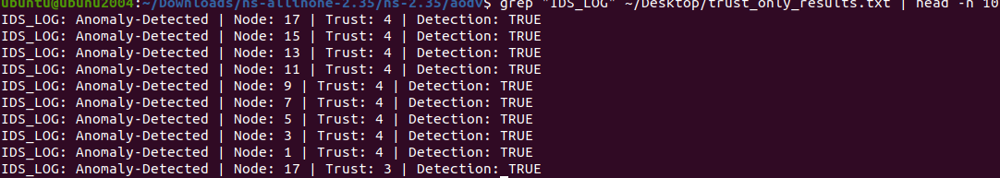 ubuntu@ubuntu2004:~/Downloads/ns-allinone-2.35/ns-2.35/aodv$ grep "IDS_LOG" ~/Desktop/trust_only_results.txt | head -n 10
IDS_LOG: Anomaly-Detected | Node: 17 | Trust: 4 | Detection: TRUE
IDS_LOG: Anomaly-Detected | Node: 15 | Trust: 4 | Detection: TRUE
IDS_LOG: Anomaly-Detected | Node: 13 | Trust: 4 | Detection: TRUE
IDS_LOG: Anomaly-Detected | Node: 11 | Trust: 4 | Detection: TRUE
IDS_LOG: Anomaly-Detected | Node: 9 | Trust: 4 | Detection: TRUE
IDS_LOG: Anomaly-Detected | Node: 7 | Trust: 4 | Detection: TRUE
IDS_LOG: Anomaly-Detected | Node: 5 | Trust: 4 | Detection: TRUE
IDS_LOG: Anomaly-Detected | Node: 3 | Trust: 4 | Detection: TRUE
IDS_LOG: Anomaly-Detected | Node: 1 | Trust: 4 | Detection: TRUE
IDS_LOG: Anomaly-Detected | Node: 17 | Trust: 3 | Detection: TRUE